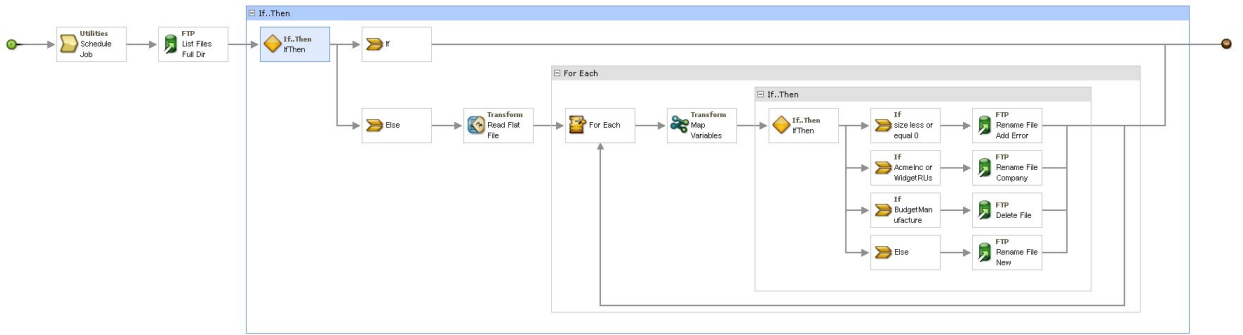 If..Then
Utilities
Schedule
Job
FTP
List Files
Full Dir
If..Then
IfThen
If
For Each
If..Then
Else
Transform
Read Flat
File
For Each
Transform
Map
Variables
If..Then
IfThen
If
size less or
equal 0
FTP
Rename File
Add Error
If
AcmeInc or
WidgetRUs
FTP
Rename File
Company
If
BudgetMan
ufacture
FTP
Delete File
Else
FTP
Rename File
New